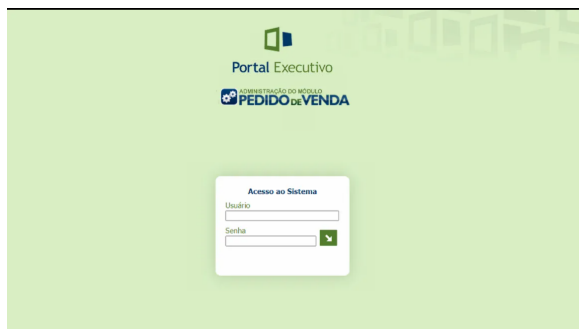 Portal Executivo
ADMINISTRAÇÃO DO MÓDULO
PEDIDO DE VENDA
Acesso ao Sistema
Usuário
Senha